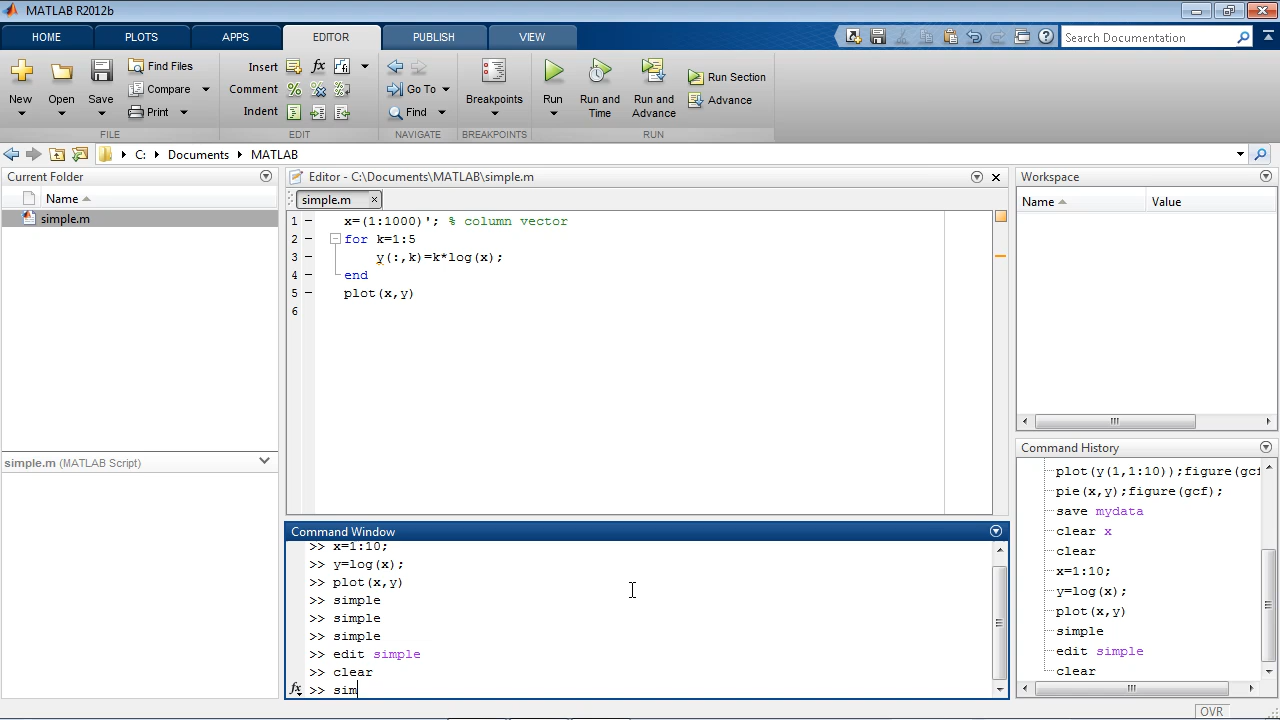 MATLAB R2012b
HOME PLOTS APPS EDITOR PUBLISH VIEW
Search Documentation
New Open Save Find Files Compare Print
Insert fx
Comment % %
Indent
Go To
Find
Breakpoints
Run
Run and Time
Run and Advance
Run Section
Advance
FILE EDIT NAVIGATE BREAKPOINTS RUN
C: Documents MATLAB
Current Folder
Name
simple.m
simple.m (MATLAB Script)
Editor - C:\Documents\MATLAB\simple.m
simple.m
1 x=(1:1000)'; % column vector
2 for k=1:5
3 y(:,k)=k*log(x);
4 end
5 plot(x,y)
6
Command Window
>> x=1:10;
>> y=log(x);
>> plot(x,y)
>> simple
>> simple
>> simple
>> edit simple
>> clear
fx >> sim
Workspace
Name Value
Command History
plot(y(1,1:10));figure(gcf
pie(x,y);figure(gcf);
save mydata
clear x
clear
x=1:10;
y=log(x);
plot(x,y)
simple
edit simple
clear
OVR